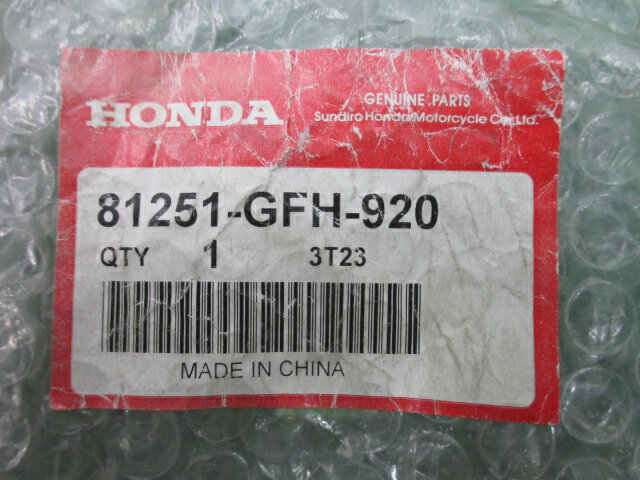 HONDA
GENUINE PARTS
Sundiro Honda Motorcycle Co., Ltd.
81251-GFH-920
QTY 1 3T23
MADE IN CHINA